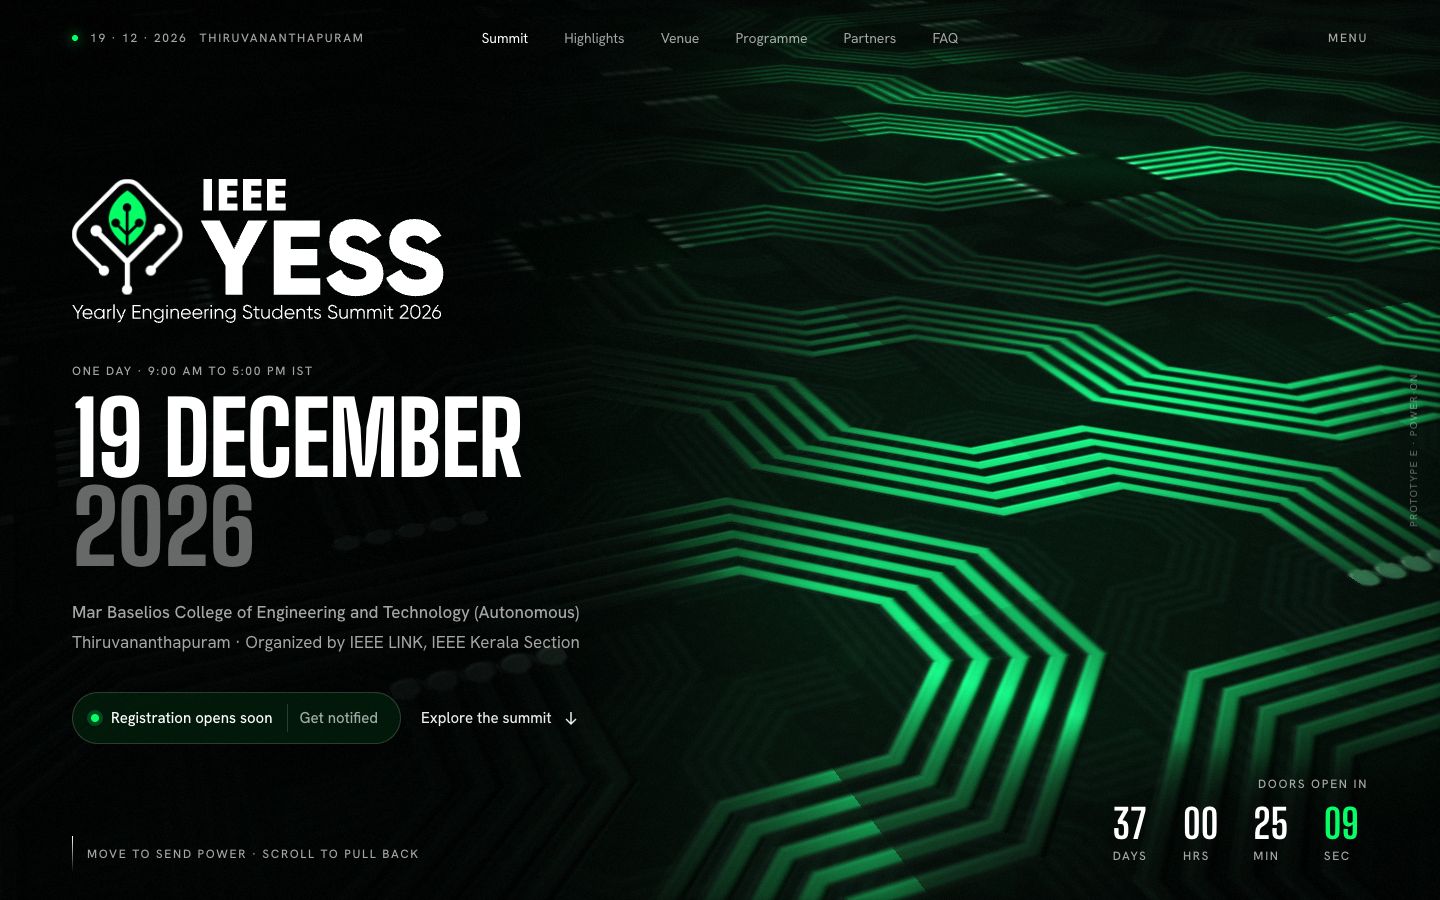 19 · 12 · 2026 THIRUVANANTHAPURAM
Summit Highlights Venue Programme Partners FAQ
MENU
IEEE
YESS
Yearly Engineering Students Summit 2026
ONE DAY · 9:00 AM TO 5:00 PM IST
19 DECEMBER
2026
Mar Baselios College of Engineering and Technology (Autonomous)
Thiruvananthapuram · Organized by IEEE LINK, IEEE Kerala Section
Registration opens soon Get notified Explore the summit ↓
PROTOTYPE E · POWER ON
DOORS OPEN IN
37 00 25 09
DAYS HRS MIN SEC
MOVE TO SEND POWER · SCROLL TO PULL BACK